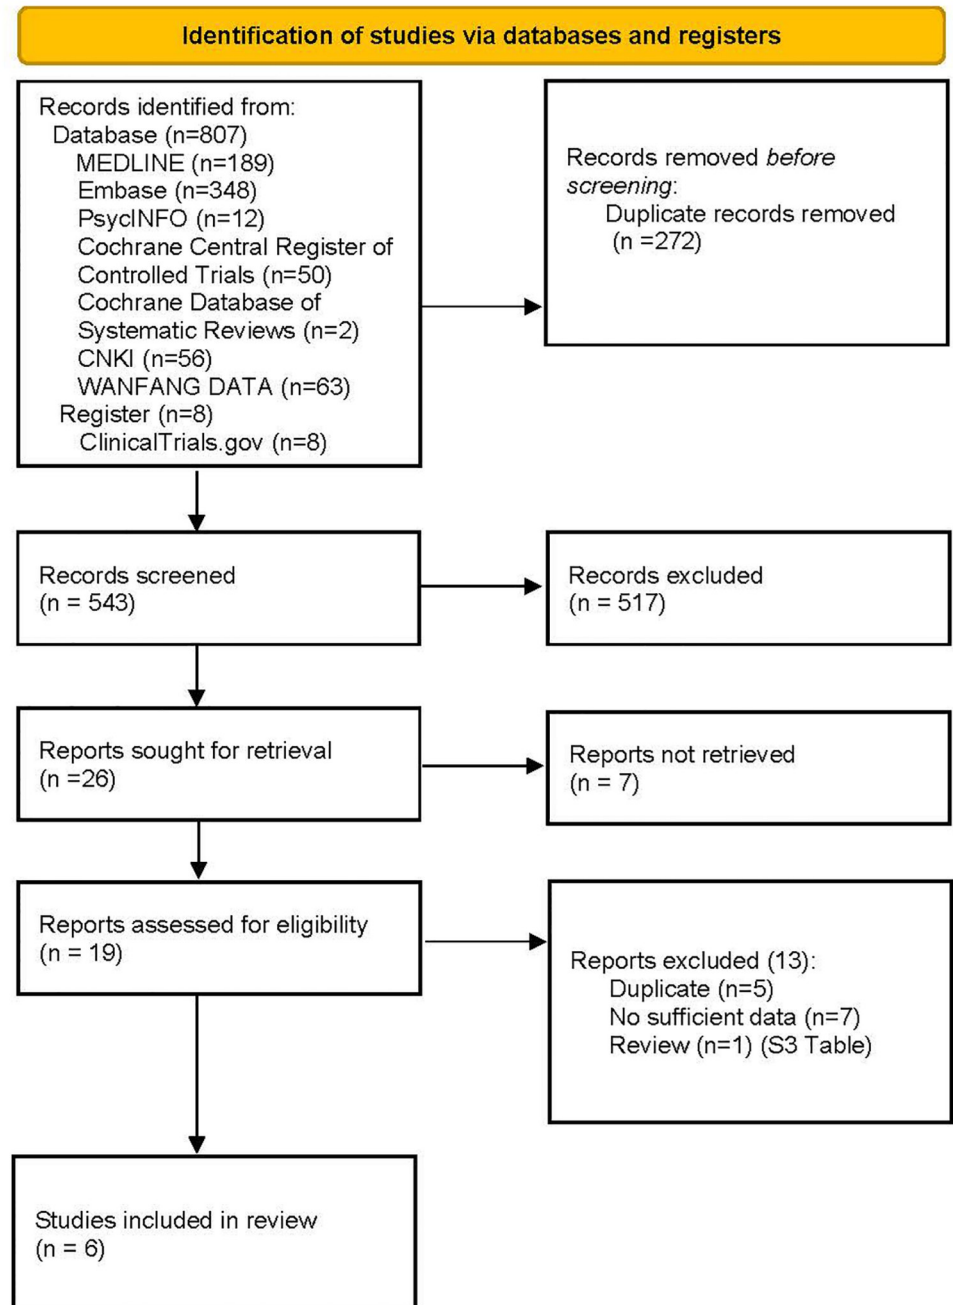 Identification of studies via databases and registers
Records identified from:
Database (n=807)
MEDLINE (n=189)
Embase (n=348)
PsycINFO (n=12)
Cochrane Central Register of
Controlled Trials (n=50)
Cochrane Database of
Systematic Reviews (n=2)
CNKI (n=56)
WANFANG DATA (n=63)
Register (n=8)
ClinicalTrials.gov (n=8)
Records removed before
screening:
Duplicate records removed
(n =272)
Records screened
(n = 543)
Records excluded
(n = 517)
Reports sought for retrieval
(n =26)
Reports not retrieved
(n = 7)
Reports assessed for eligibility
(n = 19)
Reports excluded (13):
Duplicate (n=5)
No sufficient data (n=7)
Review (n=1) (S3 Table)
Studies included in review
(n = 6)